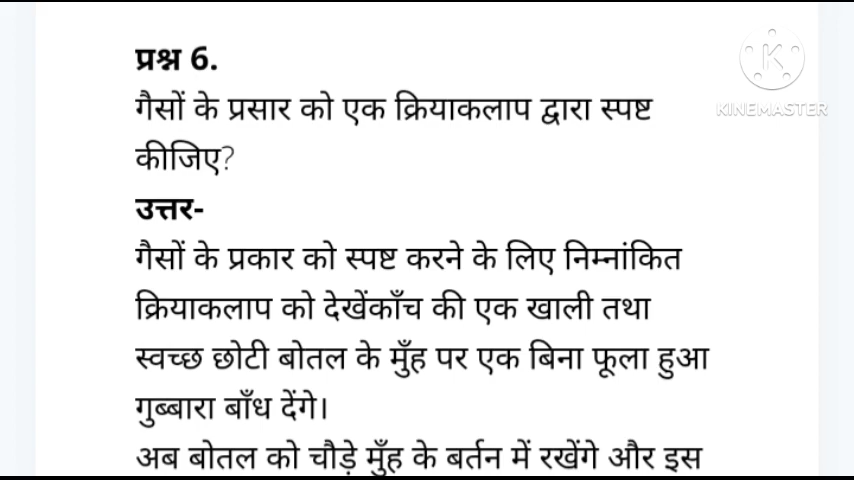 प्रश्न 6.
गैसों के प्रसार को एक क्रियाकलाप द्वारा स्पष्ट
कीजिए?
उत्तर-
गैसों के प्रकार को स्पष्ट करने के लिए निम्नांकित
क्रियाकलाप को देखेंकाँच की एक खाली तथा
स्वच्छ छोटी बोतल के मुँह पर एक बिना फूला हुआ
गुब्बारा बाँध देंगे।
अब बोतल को चौड़े मुँह के बर्तन में रखेंगे और इस
K
KINEMASTER